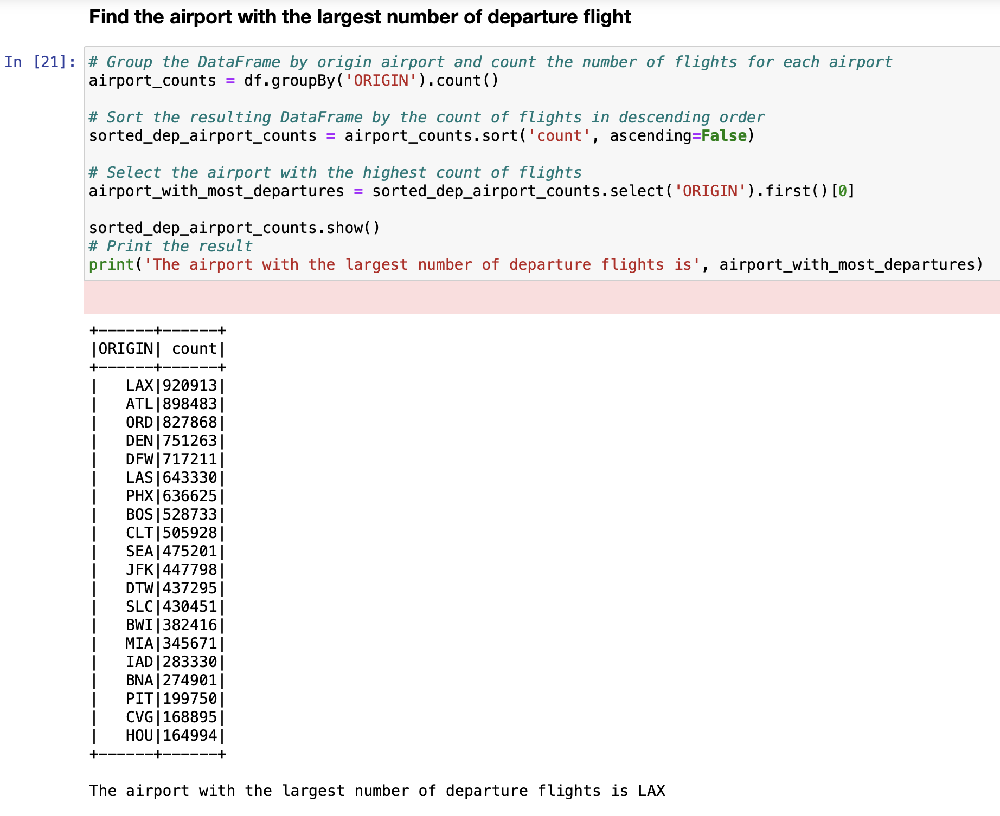 Find the airport with the largest number of departure flight
In [21]:
# Group the DataFrame by origin airport and count the number of flights for each airport
airport_counts = df.groupBy('ORIGIN').count()
# Sort the resulting DataFrame by the count of flights in descending order
sorted_dep_airport_counts = airport_counts.sort('count', ascending=False)
# Select the airport with the highest count of flights
airport_with_most_departures = sorted_dep_airport_counts.select('ORIGIN').first()[0]
sorted_dep_airport_counts.show()
# Print the result
print('The airport with the largest number of departure flights is', airport_with_most_departures)
+------+------+
|ORIGIN| count|
+------+------+
|   LAX|920913|
|   ATL|898483|
|   ORD|827868|
|   DEN|751263|
|   DFW|717211|
|   LAS|643330|
|   PHX|636625|
|   BOS|528733|
|   CLT|505928|
|   SEA|475201|
|   JFK|447798|
|   DTW|437295|
|   SLC|430451|
|   BWI|382416|
|   MIA|345671|
|   IAD|283330|
|   BNA|274901|
|   PIT|199750|
|   CVG|168895|
|   HOU|164994|
+------+------+
The airport with the largest number of departure flights is LAX